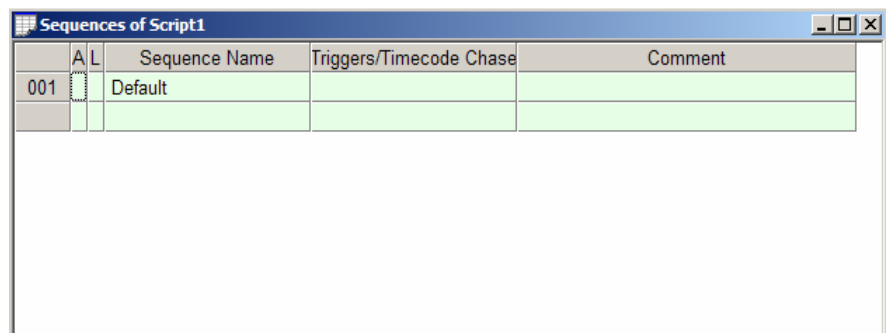 Sequences of Script1
A L Sequence Name Triggers/Timecode Chase Comment
001 Default